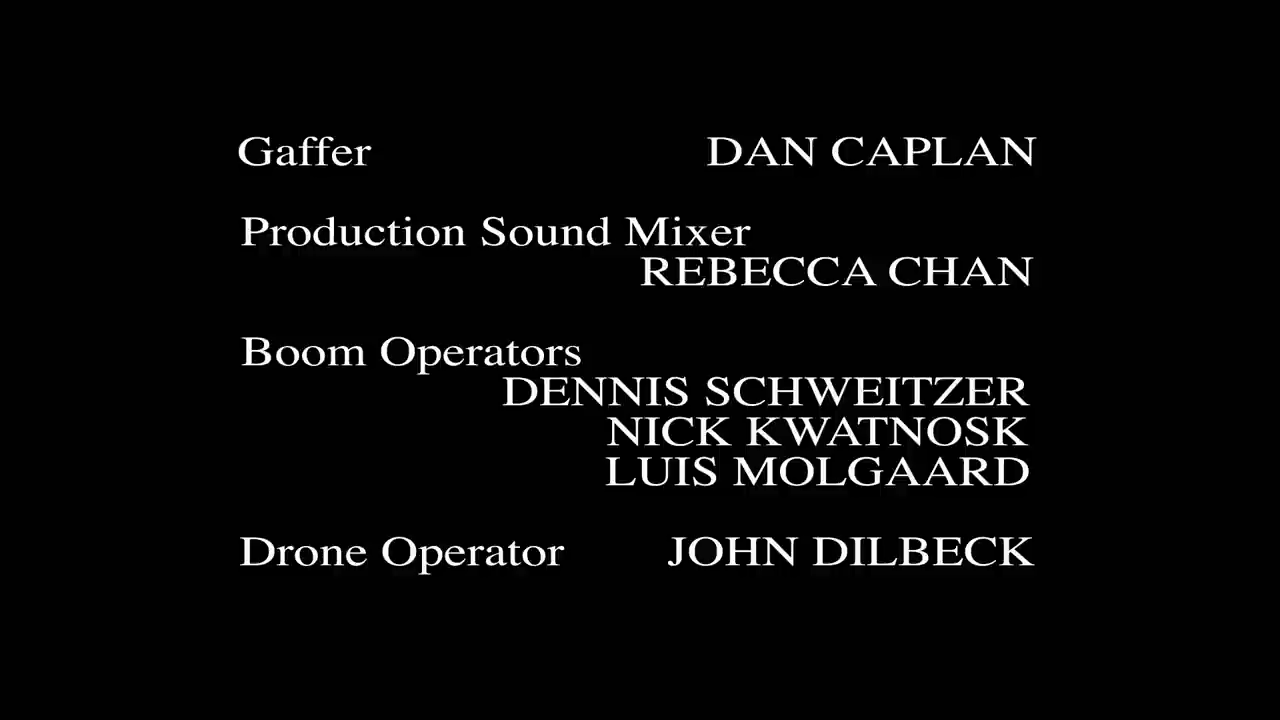 Gaffer DAN CAPLAN
Production Sound Mixer
REBECCA CHAN
Boom Operators
DENNIS SCHWEITZER
NICK KWATNOSK
LUIS MOLGAARD
Drone Operator JOHN DILBECK